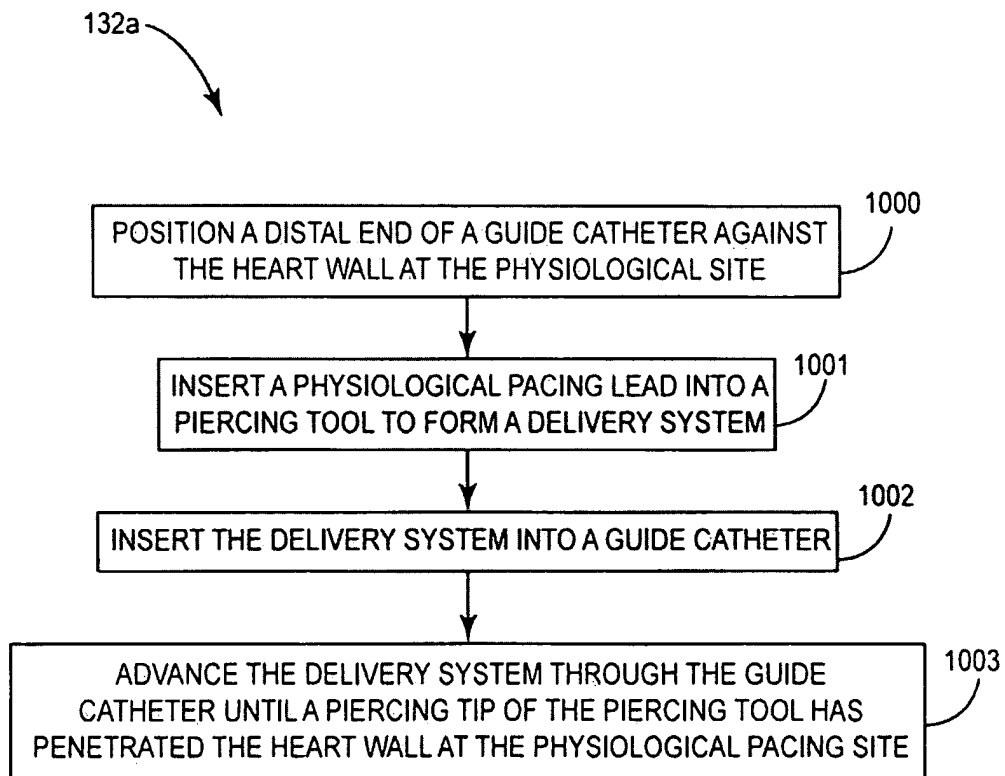 132a
1000
POSITION A DISTAL END OF A GUIDE CATHETER AGAINST
THE HEART WALL AT THE PHYSIOLOGICAL SITE
1001
INSERT A PHYSIOLOGICAL PACING LEAD INTO A
PIERCING TOOL TO FORM A DELIVERY SYSTEM
1002
INSERT THE DELIVERY SYSTEM INTO A GUIDE CATHETER
1003
ADVANCE THE DELIVERY SYSTEM THROUGH THE GUIDE
CATHETER UNTIL A PIERCING TIP OF THE PIERCING TOOL HAS
PENETRATED THE HEART WALL AT THE PHYSIOLOGICAL PACING SITE